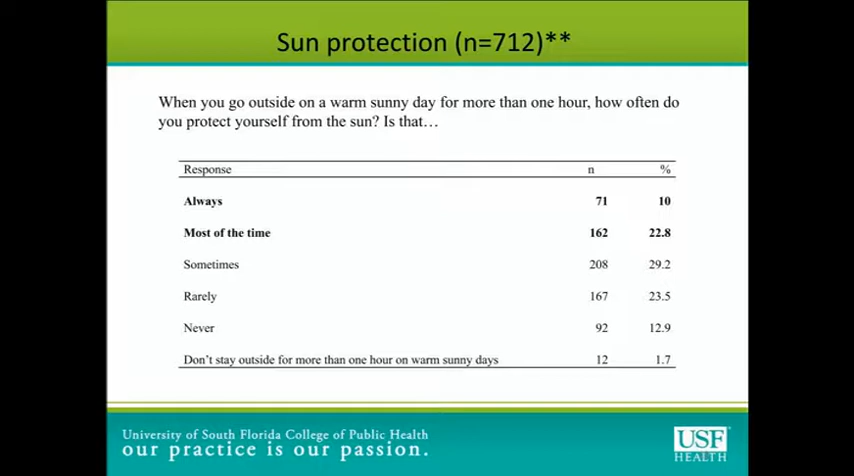 Sun protection (n=712)**
When you go outside on a warm sunny day for more than one hour, how often do
you protect yourself from the sun? Is that…
Response n %
Always 71 10
Most of the time 162 22.8
Sometimes 208 29.2
Rarely 167 23.5
Never 92 12.9
Don't stay outside for more than one hour on warm sunny days 12 1.7
University of South Florida College of Public Health
our practice is our passion.
USF
HEALTH